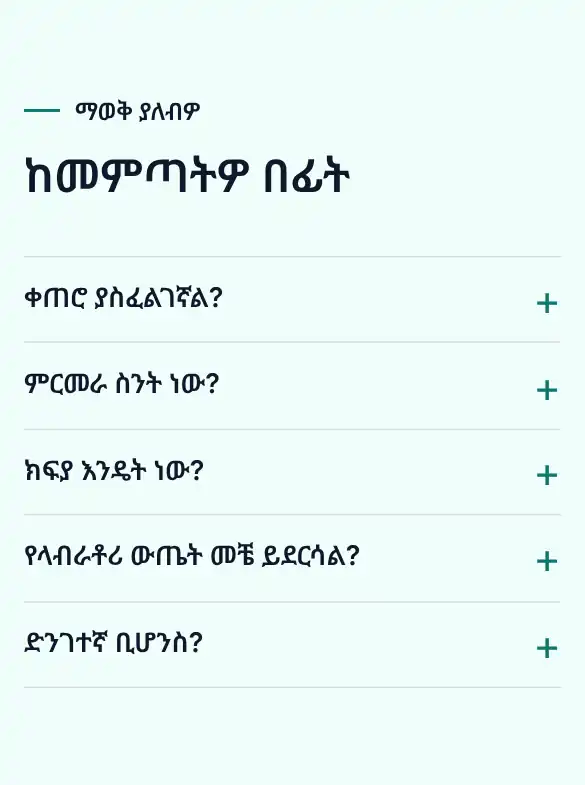 ማወቅ ያለብዎ
ከመምጣትዎ በፊት
ቀጠሮ ያስፈልገኛል?
ምርመራ ስንት ነው?
ክፍያ እንዴት ነው?
የላብራቶሪ ውጤት መቼ ይደርሳል?
ድንገተኛ ቢሆንስ?